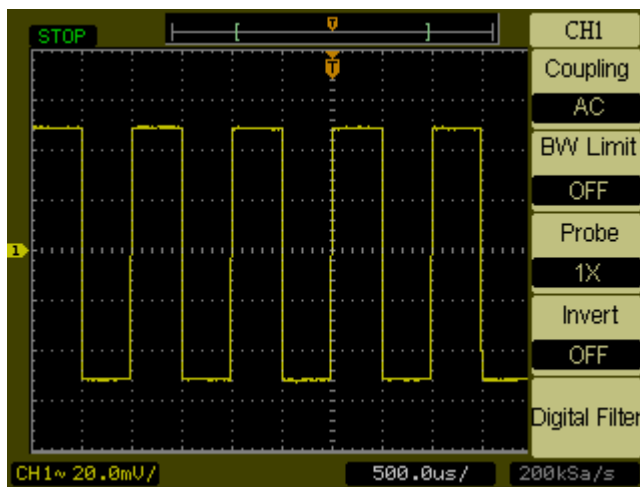 STOP
T
T
1
CH1
Coupling
AC
BW Limit
OFF
Probe
1X
Invert
OFF
Digital Filter
CH1~ 20.0mV/
500.0us/
200kSa/s